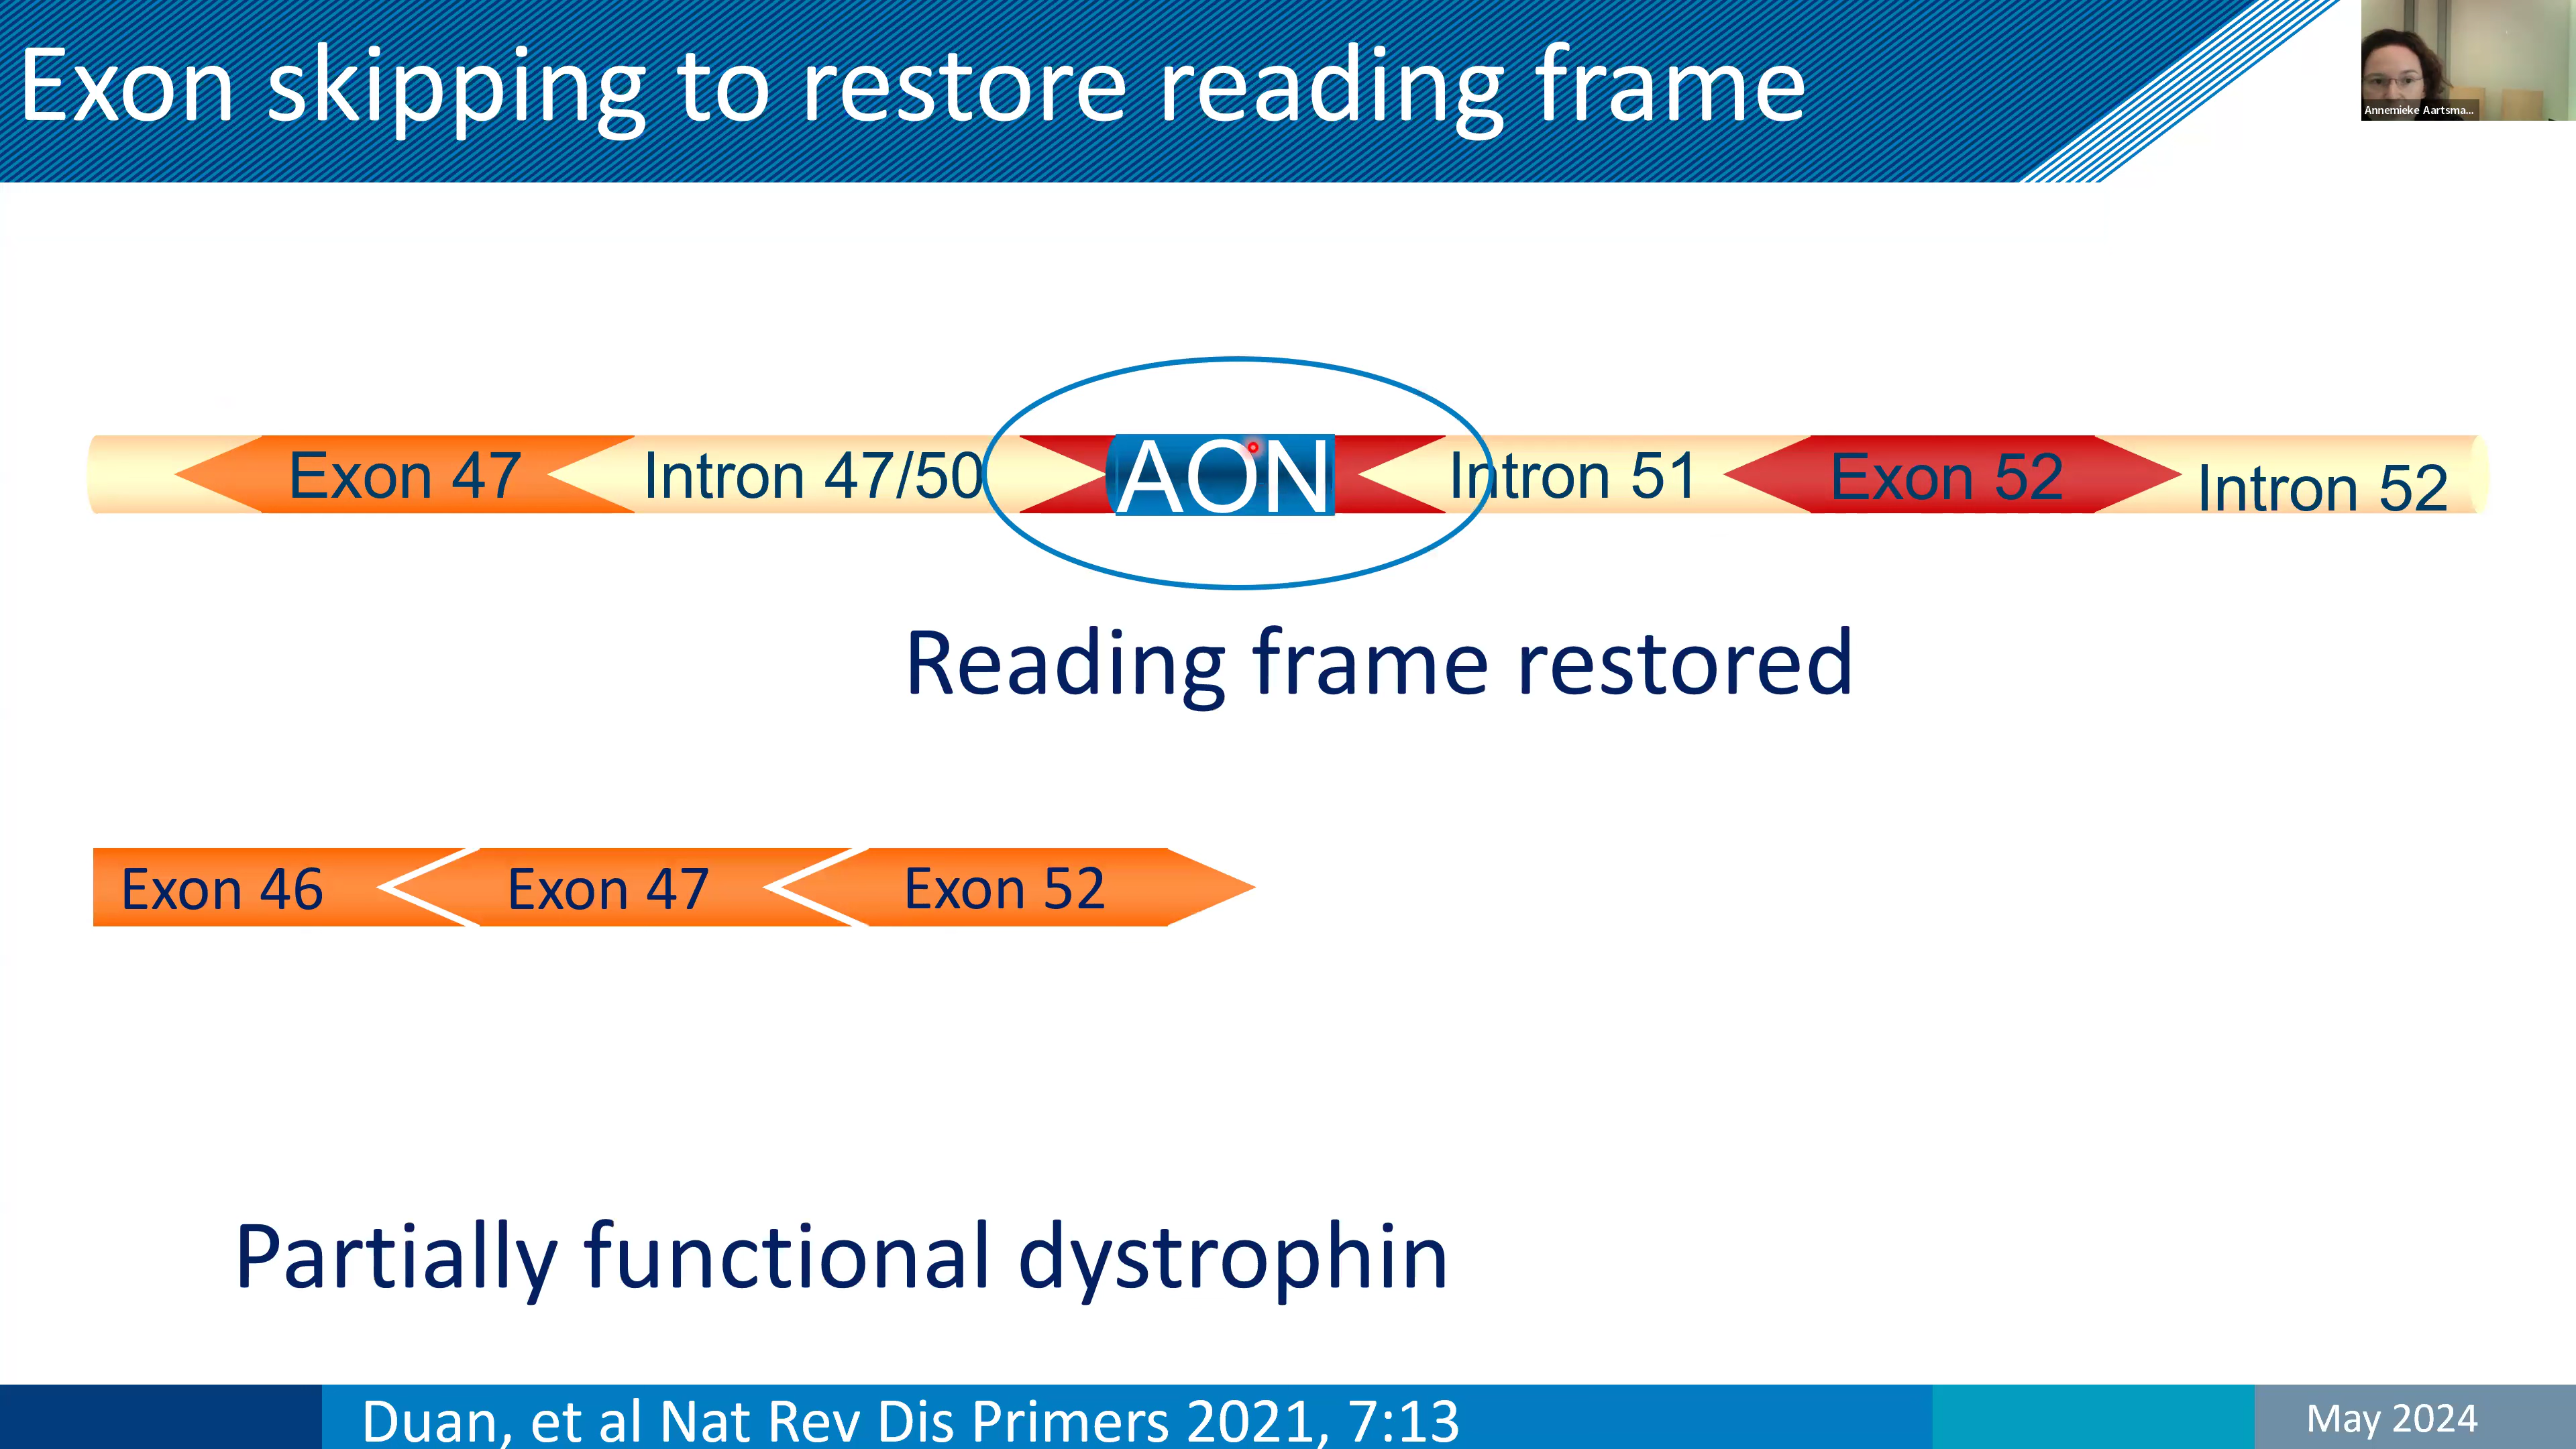 Exon skipping to restore reading frame
Annemieke Aartsma...
Exon 47 Intron 47/50 AON Intron 51 Exon 52 Intron 52
Reading frame restored
Exon 46 Exon 47 Exon 52
Partially functional dystrophin
Duan, et al Nat Rev Dis Primers 2021, 7:13
May 2024